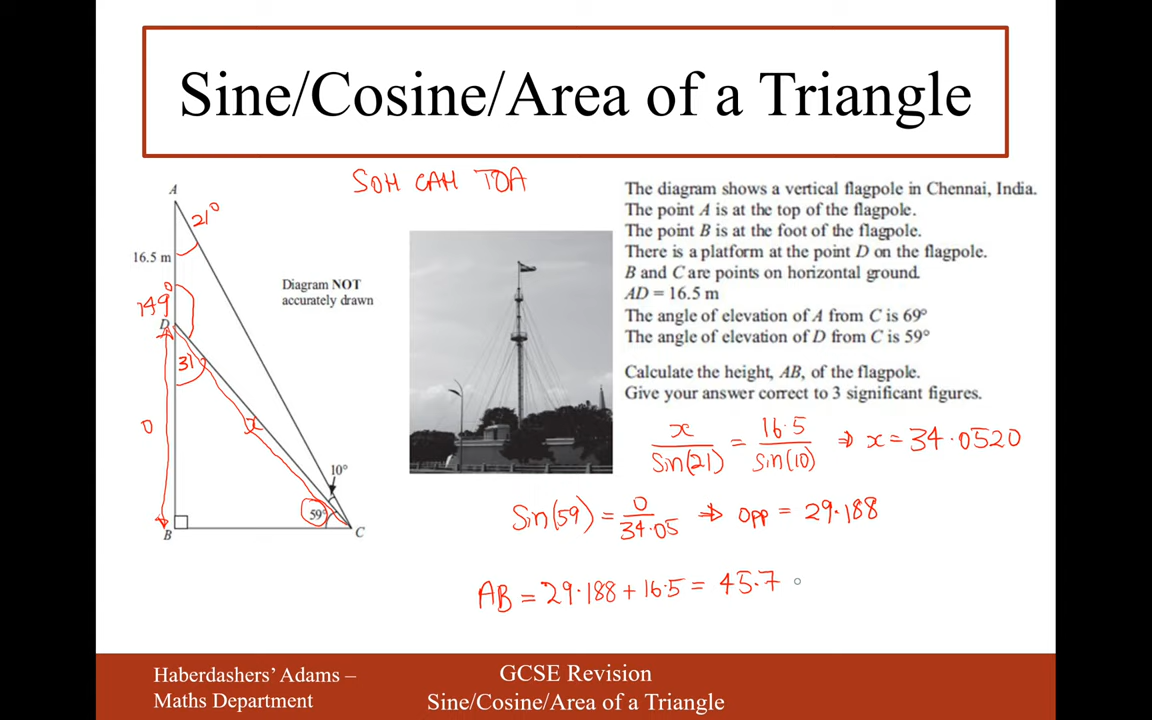 Sine/Cosine/Area of a Triangle
SOH CAH TOA
A
21°
16.5 m
149°
D
31
x
O
10°
59°
B
C
Diagram NOT
accurately drawn
The diagram shows a vertical flagpole in Chennai, India.
The point A is at the top of the flagpole.
The point B is at the foot of the flagpole.
There is a platform at the point D on the flagpole.
B and C are points on horizontal ground.
AD = 16.5 m
The angle of elevation of A from C is 69°
The angle of elevation of D from C is 59°
Calculate the height, AB, of the flagpole.
Give your answer correct to 3 significant figures.
x/Sin(21) = 16.5/Sin(10) ⇒ x = 34.0520
Sin(59) = O/34.05 ⇒ Opp = 29.188
AB = 29.188 + 16.5 = 45.7
Haberdashers' Adams –
Maths Department
GCSE Revision
Sine/Cosine/Area of a Triangle